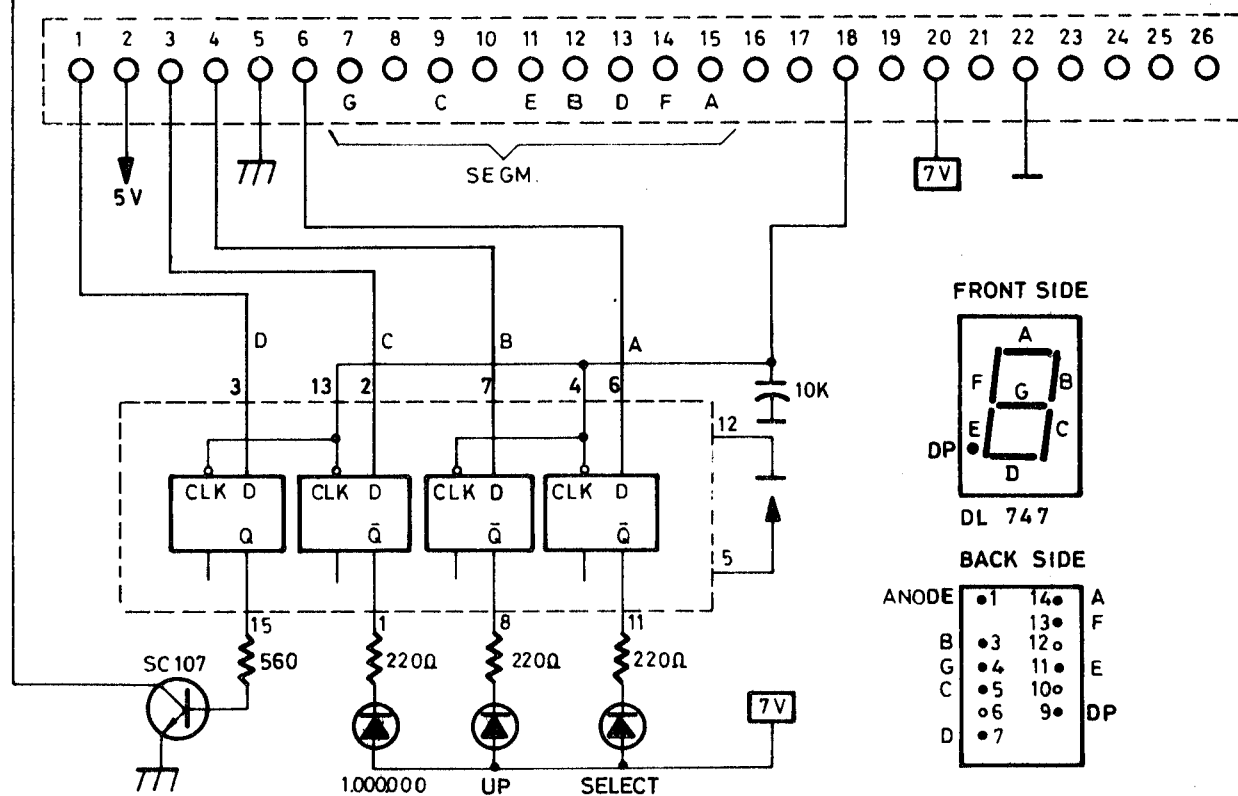 1 2 3 4 5 6 7 8 9 10 11 12 13 14 15 16 17 18 19 20 21 22 23 24 25 26
G C E B D F A
SEGM.
5V
7V
D C B A
3 13 2 7 4 6
10K
12
CLK D CLK D CLK D CLK D
Q Q̄ Q̄ Q̄
5
15 1 8 11
SC107
560 220Ω 220Ω 220Ω
7V
1.000.000 UP SELECT
FRONT SIDE
A
F B
G
E C
DP
D
DL 747
BACK SIDE
ANODE 1 14 A
13 F
B 3 12
G 4 11 E
C 5 10
6 9 DP
D 7